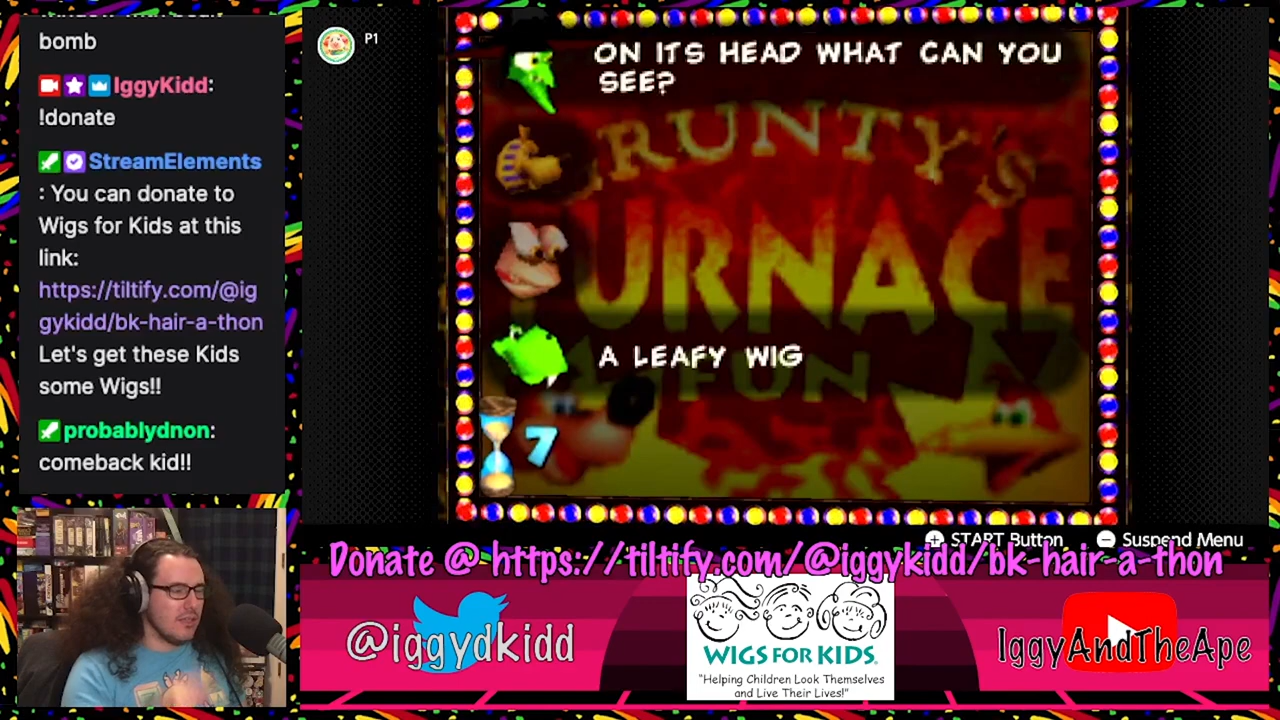 bomb
IggyKidd:
!donate
StreamElements
: You can donate to
Wigs for Kids at this
link:
https://tiltify.com/@ig
gykidd/bk-hair-a-thon
Let's get these Kids
some Wigs!!
probablydnon:
comeback kid!!
P1
ON ITS HEAD WHAT CAN YOU
SEE?
GRUNTY'S
FURNACE
FUN
A LEAFY WIG
7
START Button
Suspend Menu
Donate @ https://tiltify.com/@iggykidd/bk-hair-a-thon
@iggydkidd
WIGS FOR KIDS.
"Helping Children Look Themselves
and Live Their Lives!"
IggyAndTheApe